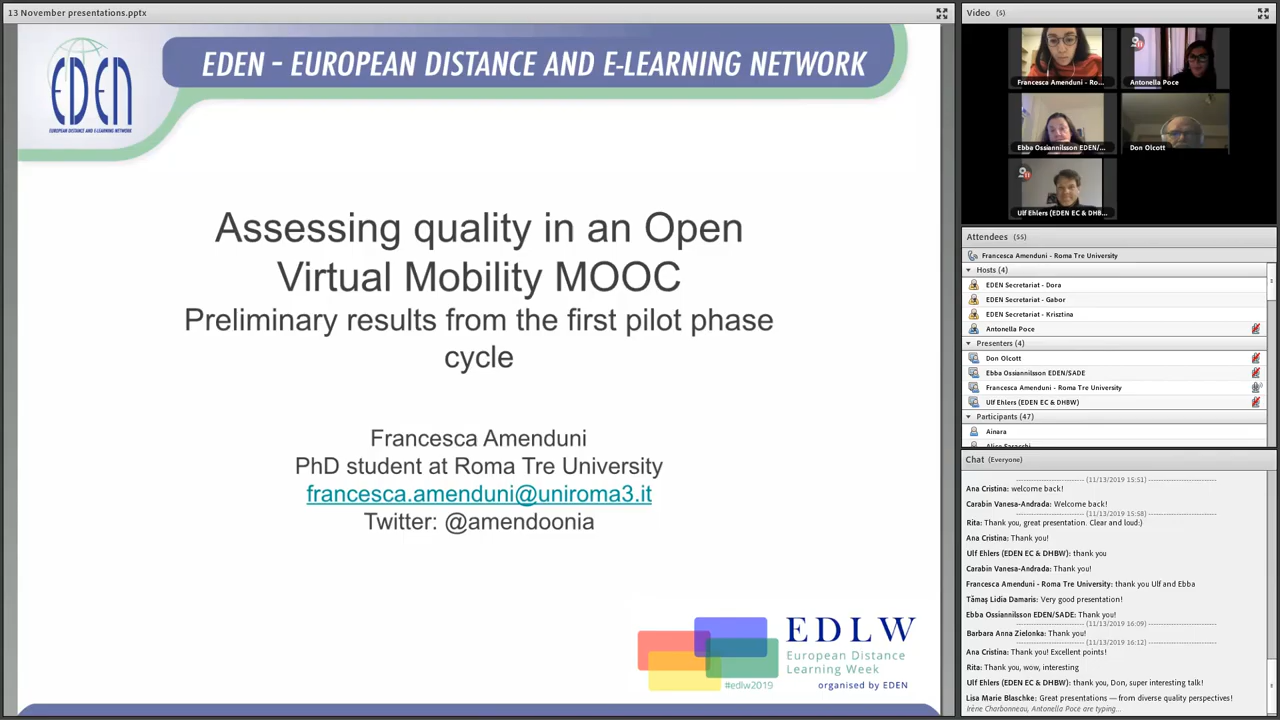 13 November presentations.pptx
EDEN
EUROPEAN DISTANCE AND E-LEARNING NETWORK
EDEN – EUROPEAN DISTANCE AND E-LEARNING NETWORK
Assessing quality in an Open
Virtual Mobility MOOC
Preliminary results from the first pilot phase
cycle
Francesca Amenduni
PhD student at Roma Tre University
francesca.amenduni@uniroma3.it
Twitter: @amendoonia
EDLW
European Distance
Learning Week
#edlw2019
organised by EDEN
Video (5)
Francesca Amenduni - Ro...
Antonella Poce
Ebba Ossiannilsson EDEN/...
Don Olcott
Ulf Ehlers (EDEN EC & DHB...
Attendees (55)
Francesca Amenduni - Roma Tre University
Hosts (4)
EDEN Secretariat - Dora
EDEN Secretariat - Gabor
EDEN Secretariat - Krisztina
Antonella Poce
Presenters (4)
Don Olcott
Ebba Ossiannilsson EDEN/SADE
Francesca Amenduni - Roma Tre University
Ulf Ehlers (EDEN EC & DHBW)
Participants (47)
Ainara
Chat (Everyone)
(11/13/2019 15:51)
Ana Cristina: welcome back!
Carabin Vanesa-Andrada: Welcome back!
(11/13/2019 15:58)
Rita: Thank you, great presentation. Clear and loud:)
Ana Cristina: Thank you!
Ulf Ehlers (EDEN EC & DHBW): thank you
Carabin Vanesa-Andrada: Thank you!
Francesca Amenduni - Roma Tre University: thank you Ulf and Ebba
Tămaș Lidia Damaris: Very good presentation!
Ebba Ossiannilsson EDEN/SADE: Thank you!
(11/13/2019 16:09)
Barbara Anna Zielonka: Thank you!
(11/13/2019 16:12)
Ana Cristina: Thank you! Excellent points!
Rita: Thank you, wow, interesting
Ulf Ehlers (EDEN EC & DHBW): thank you, Don, super interesting talk!
Lisa Marie Blaschke: Great presentations — from diverse quality perspectives!
Irène Charbonneau, Antonella Poce are typing...